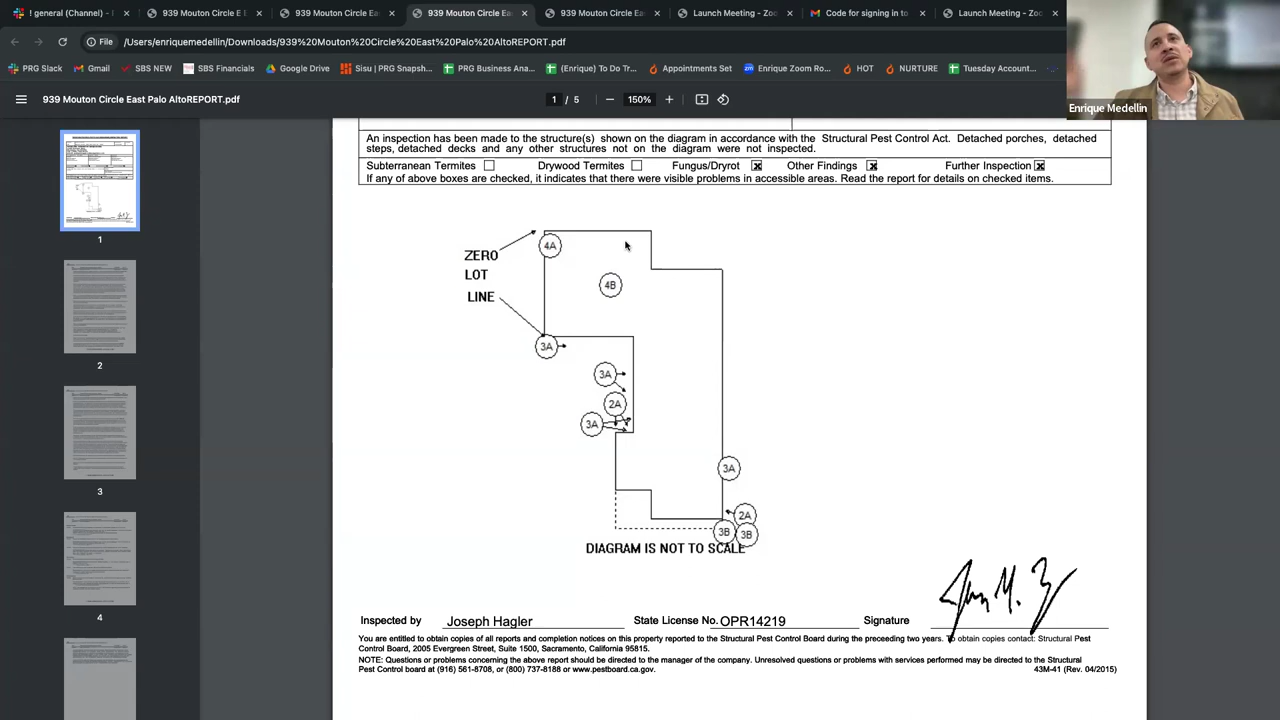 ! general (Channel) - I
939 Mouton Circle E E
939 Mouton Circle Eas
939 Mouton Circle Eas
939 Mouton Circle Eas
Launch Meeting - Zoo
Code for signing in to
Launch Meeting - Zoo
File /Users/enriquemedellin/Downloads/939%20Mouton%20Circle%20East%20Palo%20AltoREPORT.pdf
PRG Slack Gmail SBS NEW SBS Financials Google Drive Sisu | PRG Snapsh... PRG Business Ana... (Enrique) To Do Tr... Appointments Set Enrique Zoom Ro... HOT NURTURE Tuesday Account...
Enrique Medellin
939 Mouton Circle East Palo AltoREPORT.pdf
1 / 5
150%
An inspection has been made to the structure(s) shown on the diagram in accordance to the Structural Pest Control Act. Detached porches, detached
steps, detached decks and any other structures not on the diagram were not inspected.
Subterranean Termites Drywood Termites Fungus/Dryrot Other Findings Further Inspection
If any of above boxes are checked, it indicates that there were visible problems in accessible areas. Read the report for details on checked items.
ZERO
LOT
LINE
4A
4B
3A
3A
2A
3A
3A
2A
3B
3B
DIAGRAM IS NOT TO SCALE
Inspected by Joseph Hagler State License No. OPR14219 Signature
You are entitled to obtain copies of all reports and completion notices on this property reported to the Structural Pest Control Board during the preceeding two years. To obtain copies contact: Structural Pest
Control Board, 2005 Evergreen Street, Suite 1500, Sacramento, California 95815.
NOTE: Questions or problems concerning the above report should be directed to the manager of the company. Unresolved questions or problems with services performed may be directed to the Structural
Pest Control board at (916) 561-8708, or (800) 737-8188 or www.pestboard.ca.gov.
43M-41 (Rev. 04/2015)
1
2
3
4